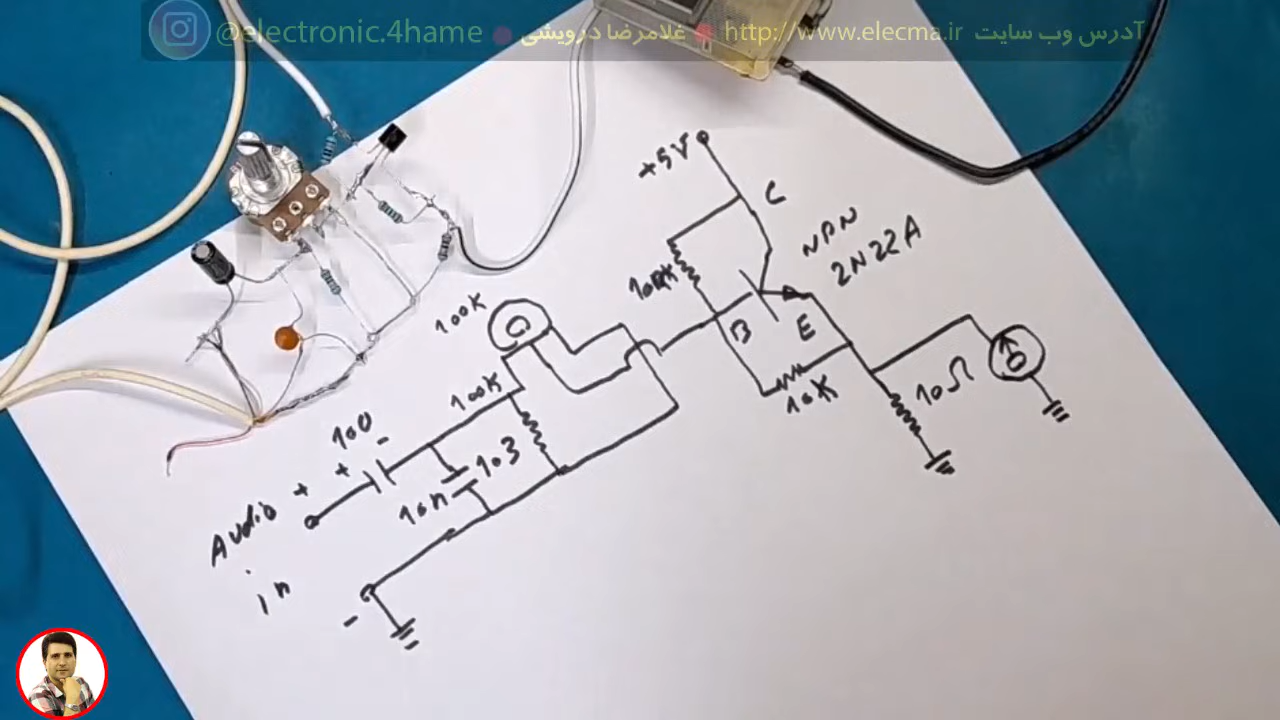 @electronic.4hame • غلامرضا درویشی • http://www.elecma.ir آدرس وب سایت
+5V
C
NPN
2N22A
100K
100K
B
E
10K
10Ω
100K
100
+ -
103
10n
Audio +
in
-